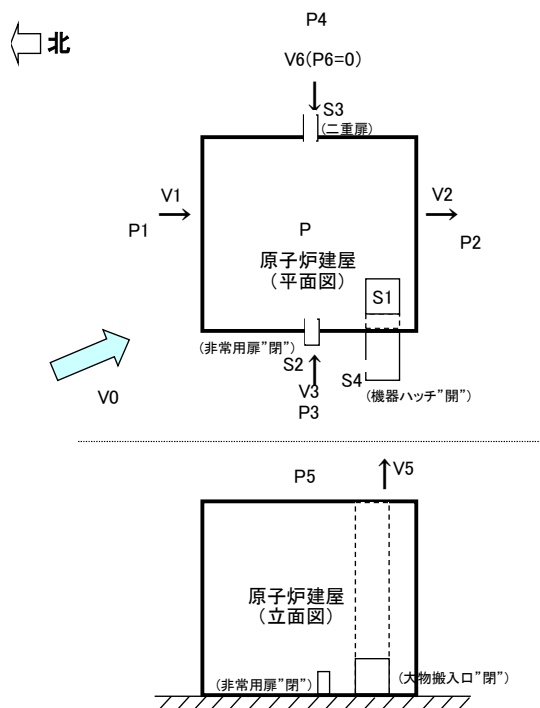 P4
北
V6(P6=0)
S3
(二重扉)
V1
V2
P1
P
P2
原子炉建屋
(平面図)
S1
(非常用扉”閉”)
S2
S4
(機器ハッチ”開”)
V3
V0
P3
P5
V5
原子炉建屋
(立面図)
(非常用扉”閉”)
(大物搬入口“閉”)